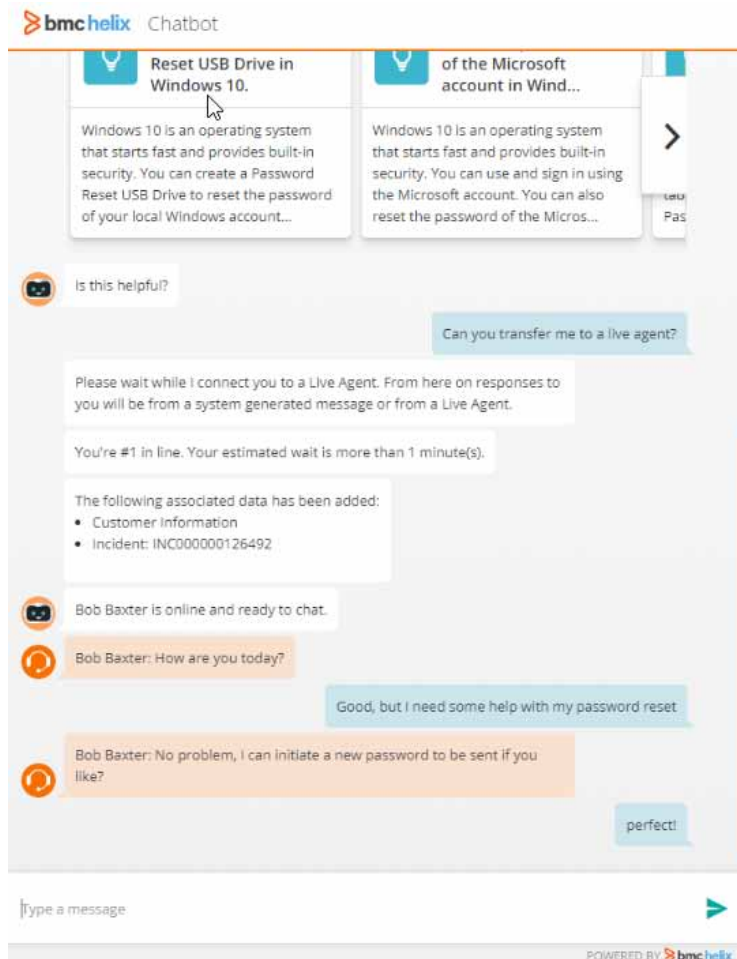 bmc helix Chatbot
Reset USB Drive in
Windows 10.
Windows 10 is an operating system
that starts fast and provides built-in
security. You can create a Password
Reset USB Drive to reset the password
of your local Windows account...
of the Microsoft
account in Wind...
Windows 10 is an operating system
that starts fast and provides built-in
security. You can use and sign in using
the Microsoft account. You can also
reset the password of the Micros...
Pas
Is this helpful?
Can you transfer me to a live agent?
Please wait while I connect you to a Live Agent. From here on responses to
you will be from a system generated message or from a Live Agent.
You're #1 in line. Your estimated wait is more than 1 minute(s).
The following associated data has been added:
• Customer Information
• Incident: INC000000126492
Bob Baxter is online and ready to chat.
Bob Baxter: How are you today?
Good, but I need some help with my password reset
Bob Baxter: No problem, I can initiate a new password to be sent if you
like?
perfect!
Type a message
POWERED BY bmc helix